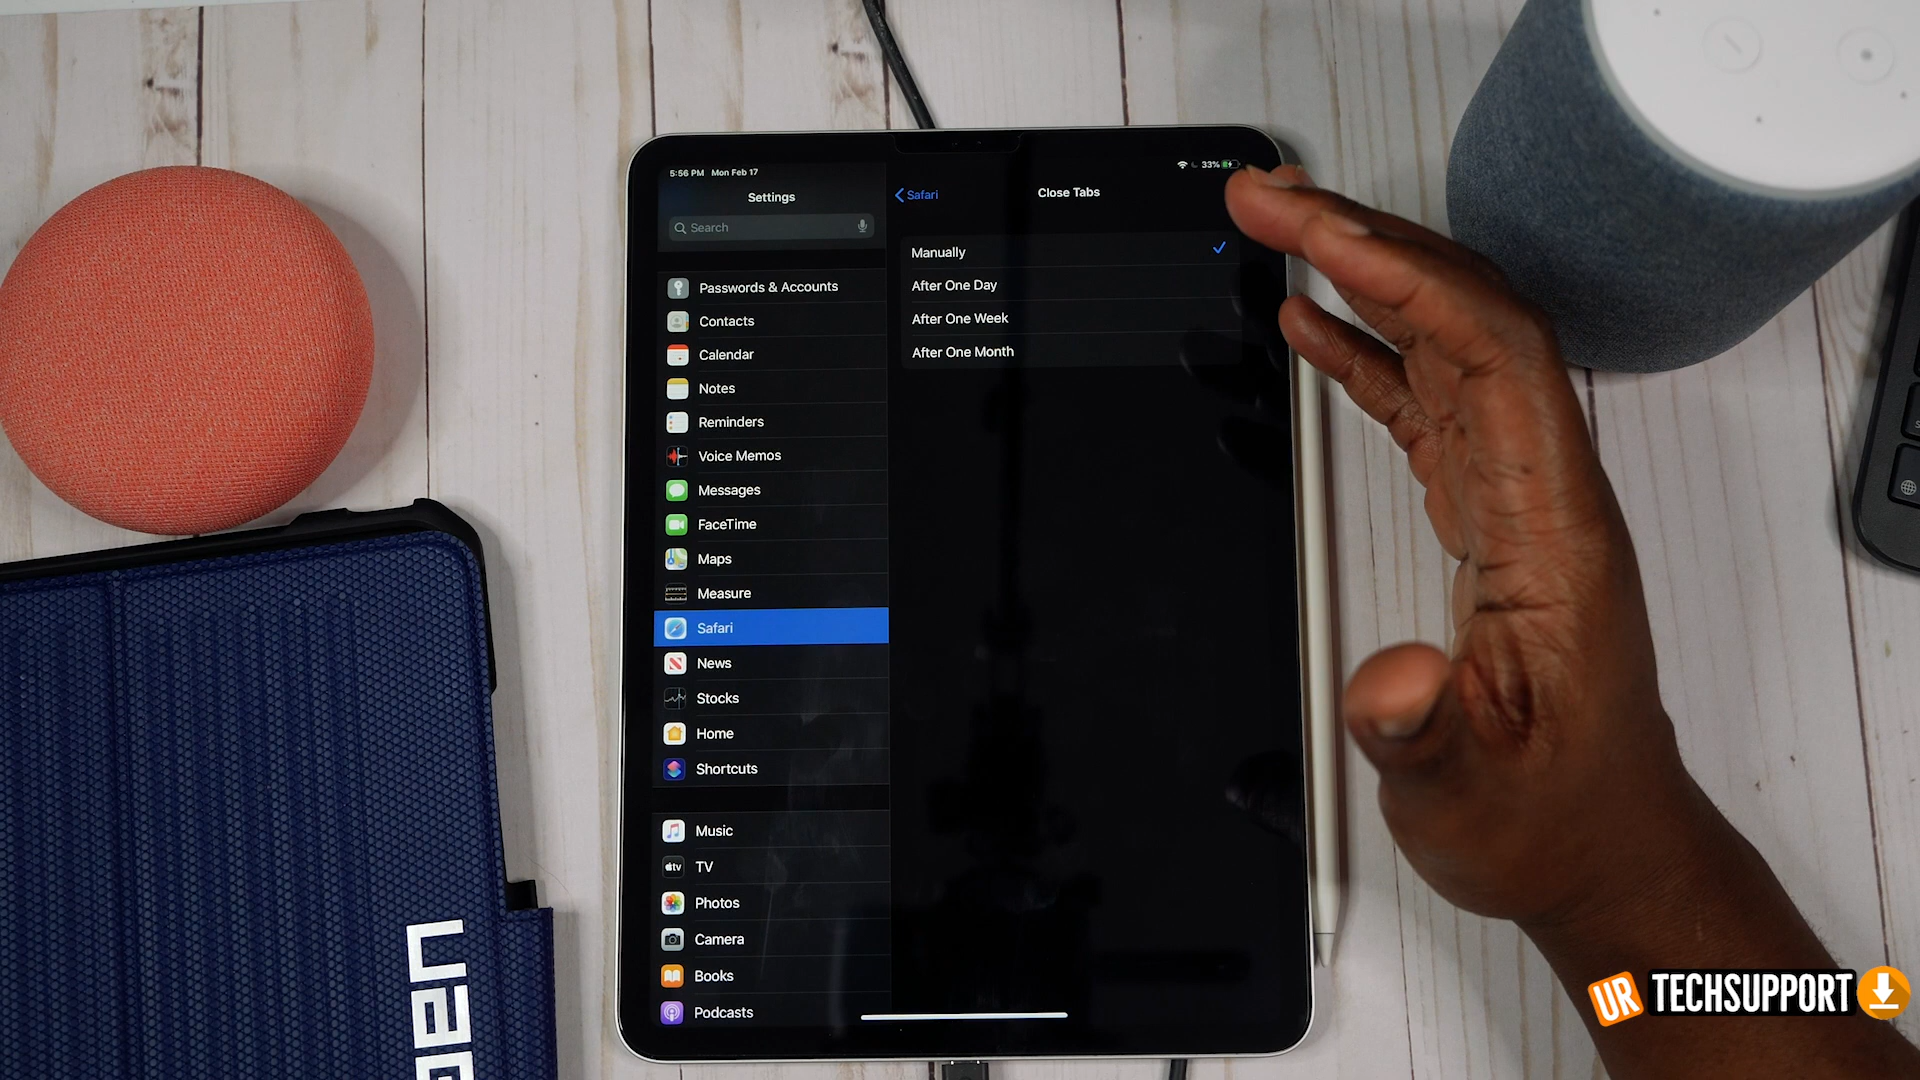 5:56 PM Mon Feb 17
33%
Settings
Search
Passwords & Accounts
Contacts
Calendar
Notes
Reminders
Voice Memos
Messages
FaceTime
Maps
Measure
Safari
News
Stocks
Home
Shortcuts
Music
tv TV
Photos
Camera
Books
Podcasts
Safari
Close Tabs
Manually
After One Day
After One Week
After One Month
UR TECHSUPPORT